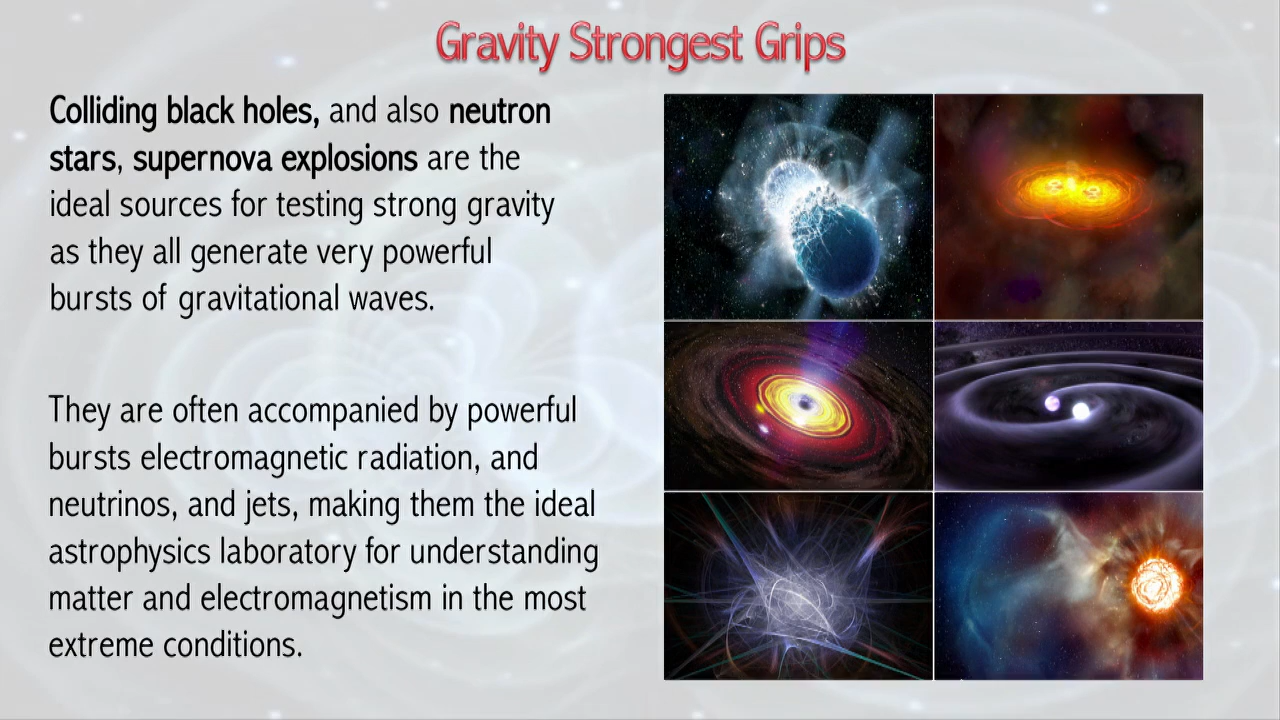 Gravity Strongest Grips
Colliding black holes, and also neutron
stars, supernova explosions are the
ideal sources for testing strong gravity
as they all generate very powerful
bursts of gravitational waves.
They are often accompanied by powerful
bursts electromagnetic radiation, and
neutrinos, and jets, making them the ideal
astrophysics laboratory for understanding
matter and electromagnetism in the most
extreme conditions.